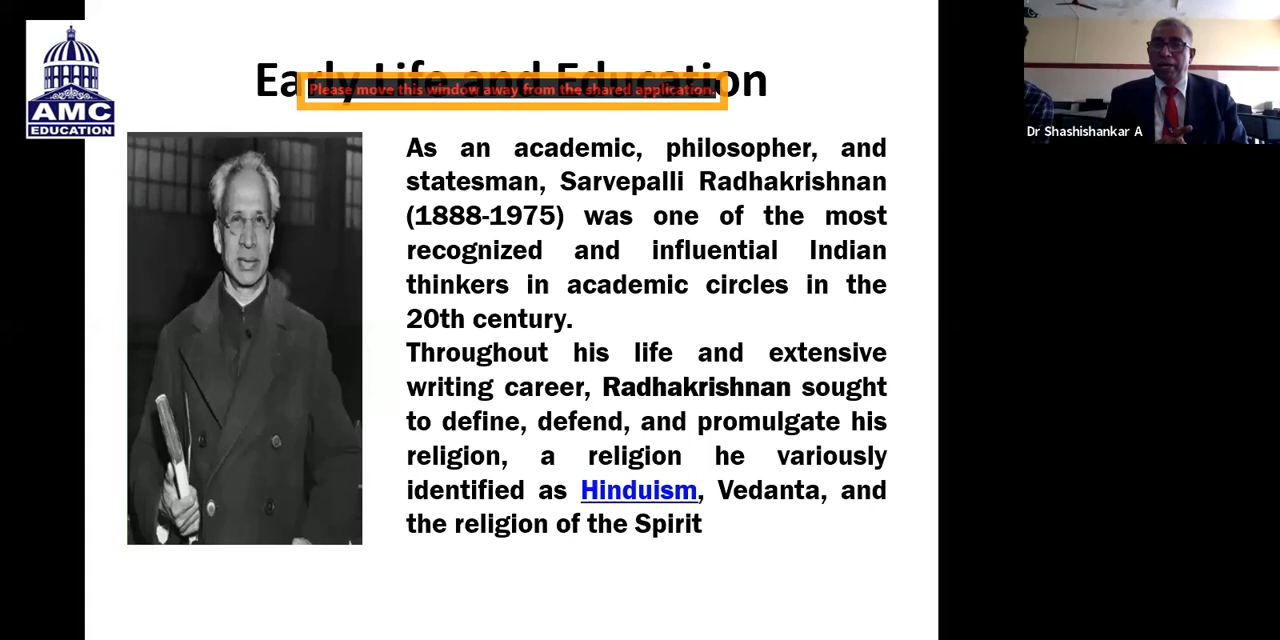 AMC
EDUCATION
Early Life and Education
Please move this window away from the shared application.
As an academic, philosopher, and
statesman, Sarvepalli Radhakrishnan
(1888-1975) was one of the most
recognized and influential Indian
thinkers in academic circles in the
20th century.
Throughout his life and extensive
writing career, Radhakrishnan sought
to define, defend, and promulgate his
religion, a religion he variously
identified as Hinduism, Vedanta, and
the religion of the Spirit
Dr Shashishankar A